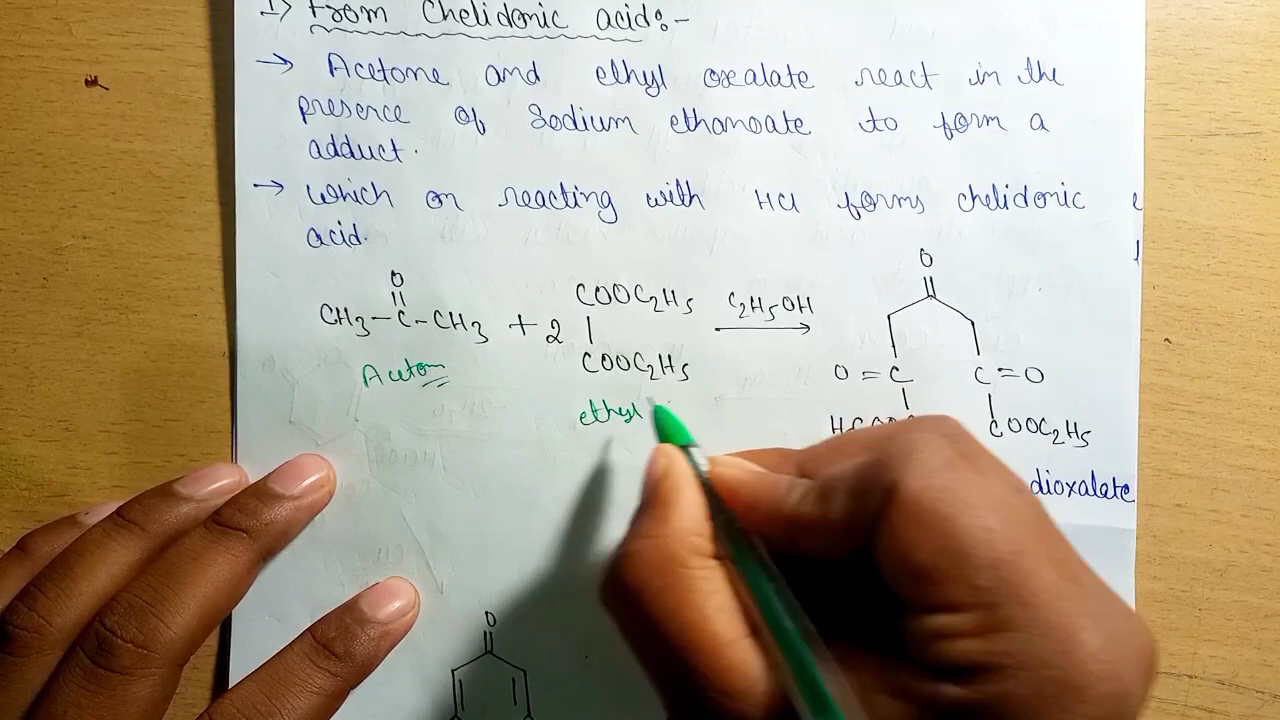 1) From Chelidonic acid:-
→ Acetone and ethyl oxalate react in the
presence of Sodium ethanoate to form a
adduct.
→ Which on reacting with HCl forms chelidonic
acid.
O
CH3-C-CH3 + 2 COOC2H5 C2H5OH O
COOC2H5
Aceton
ethyl
O=C C=O
COOC2H5
dioxalate
O